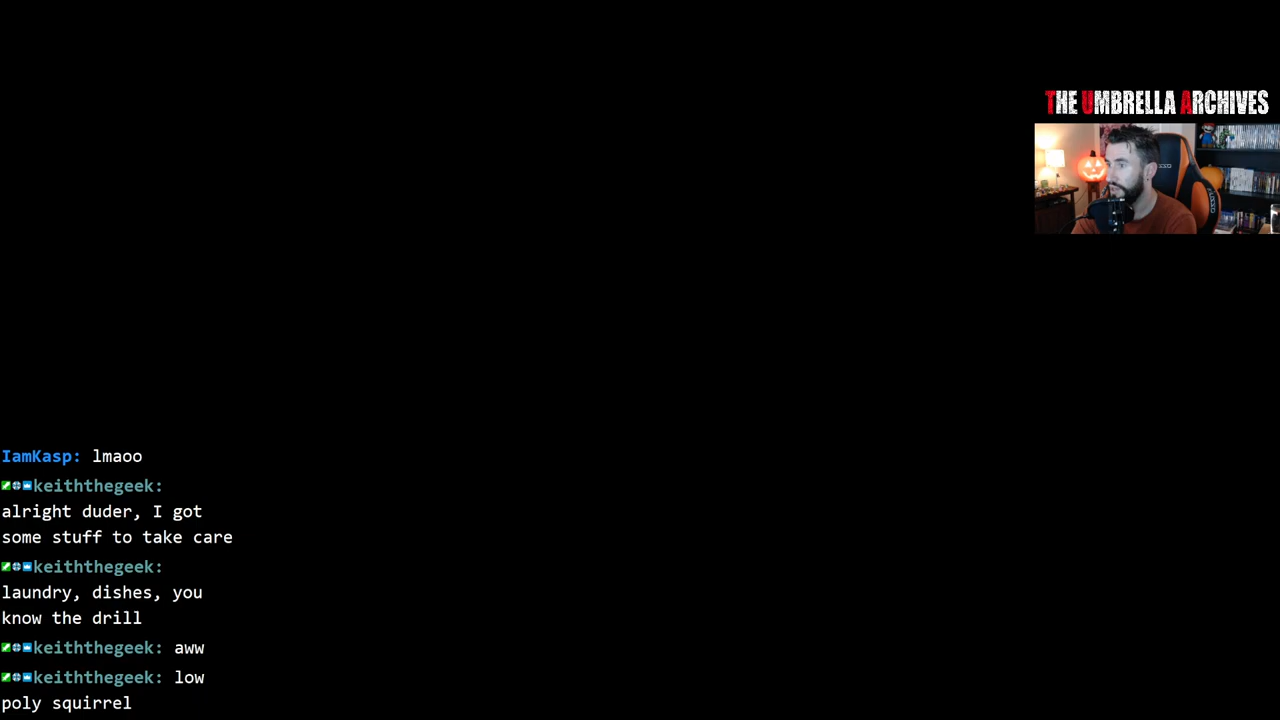 THE UMBRELLA ARCHIVES
IamKasp: lmaoo
keiththegeek:
alright duder, I got
some stuff to take care
keiththegeek:
laundry, dishes, you
know the drill
keiththegeek: aww
keiththegeek: low
poly squirrel